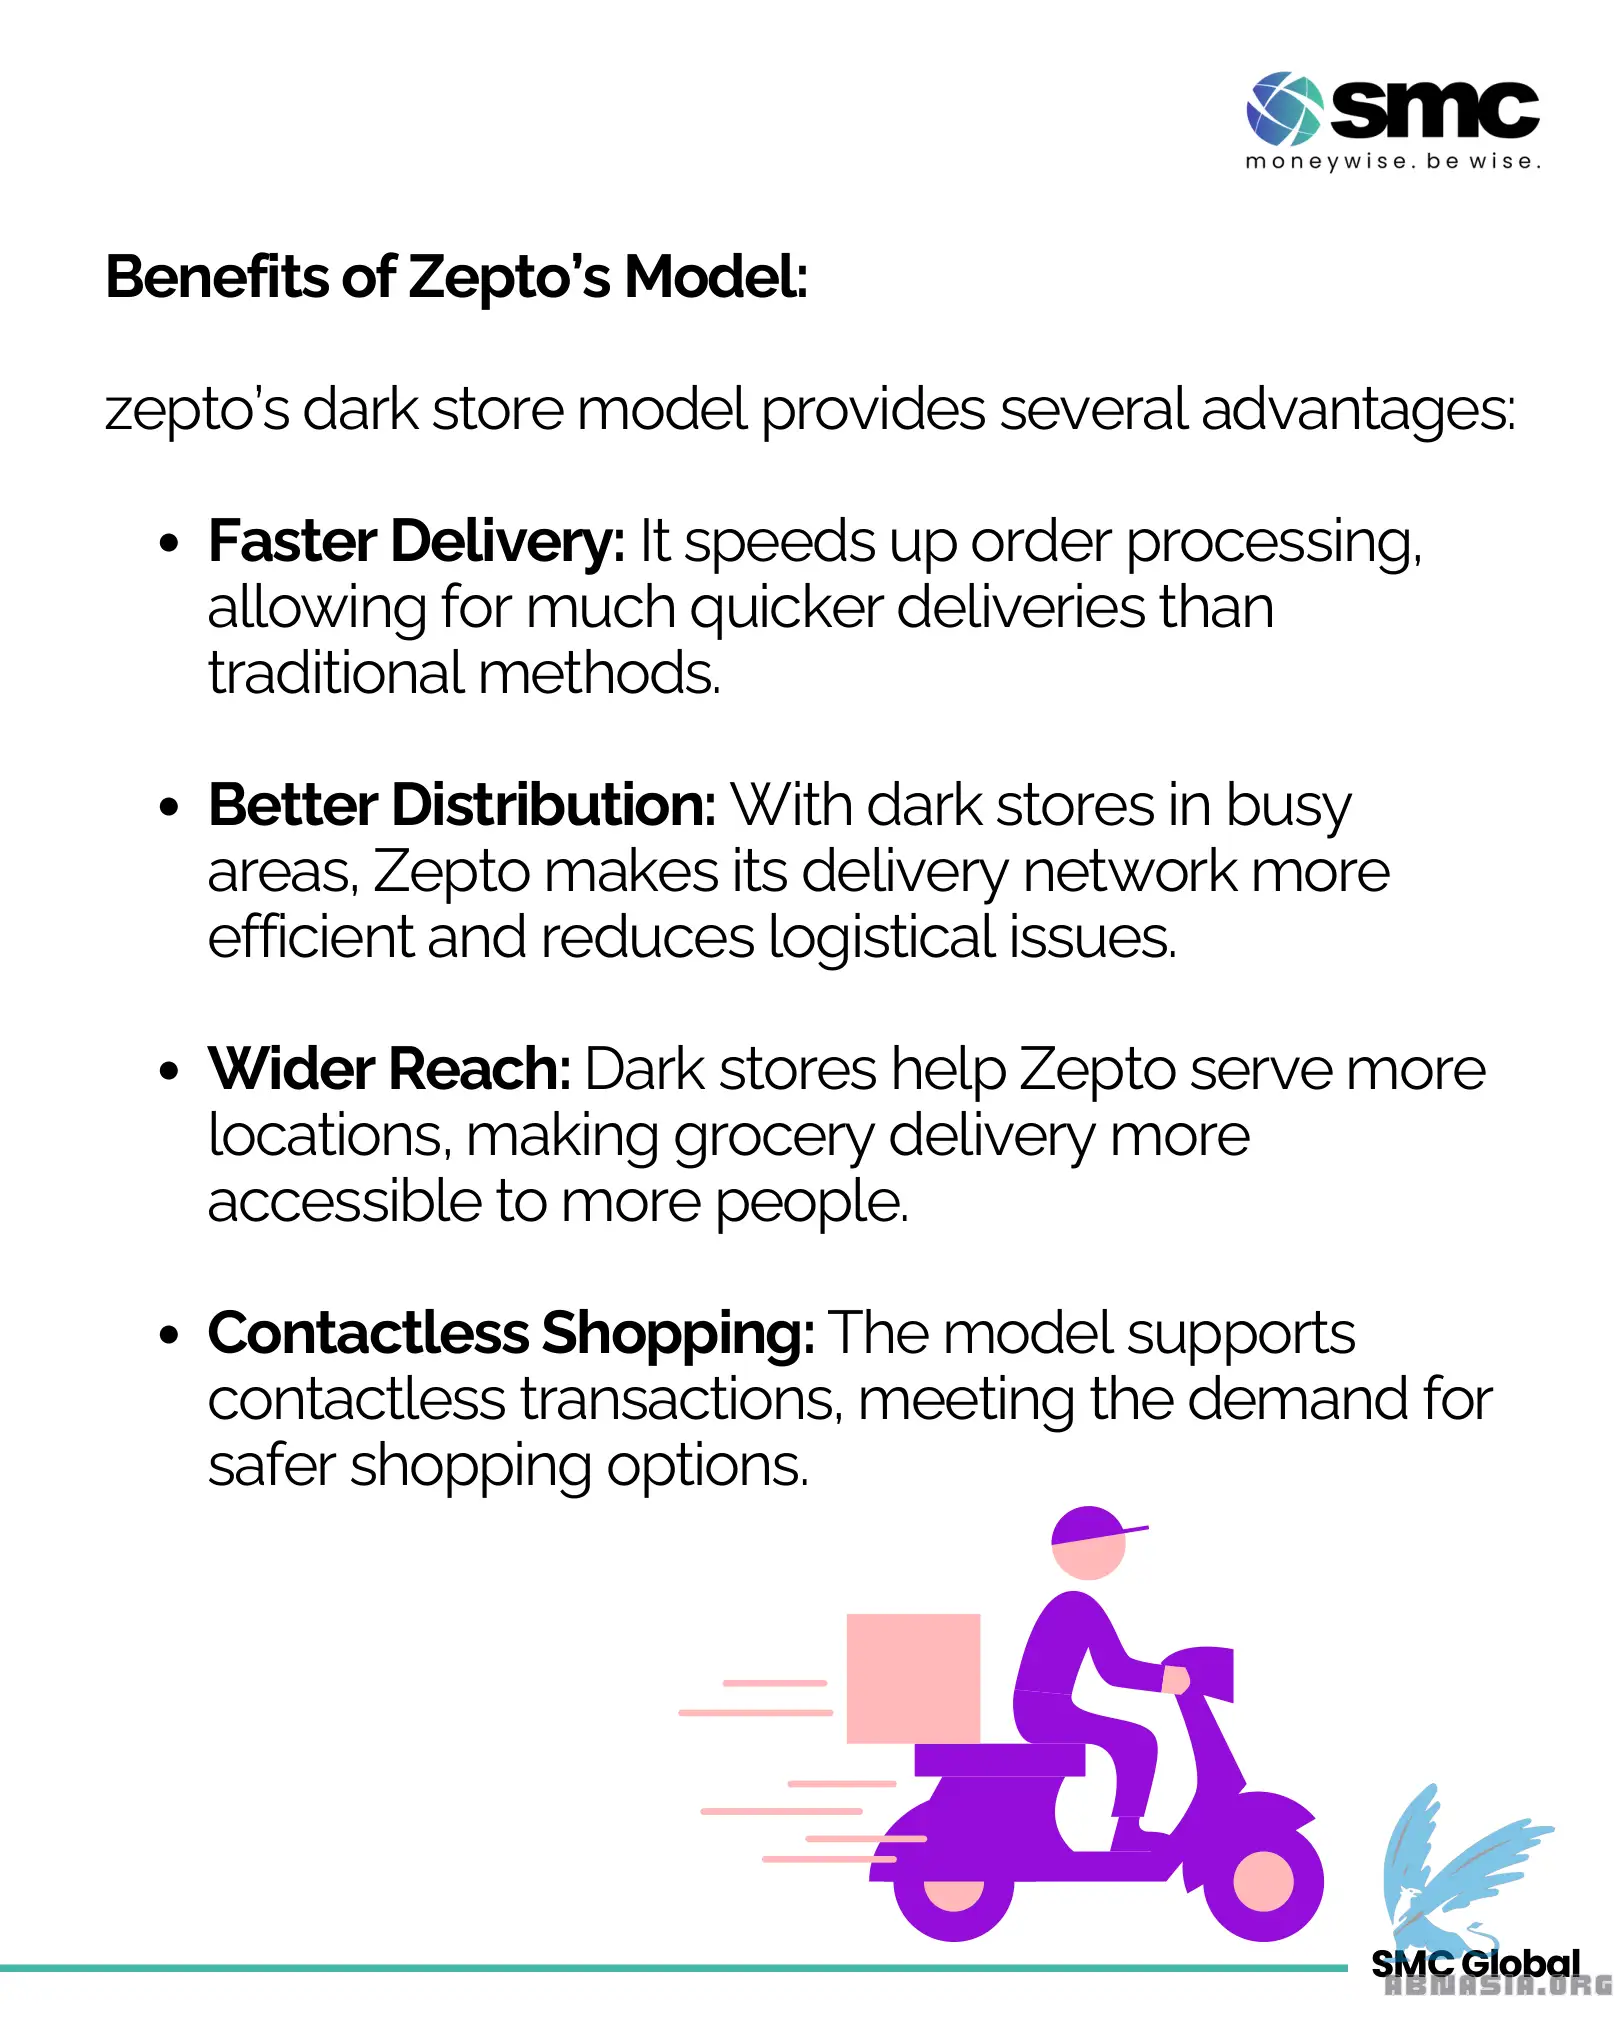 smc
moneywise. be wise.
Benefits of Zepto’s Model:
zepto’s dark store model provides several advantages:
• Faster Delivery: It speeds up order processing,
allowing for much quicker deliveries than
traditional methods.
• Better Distribution: With dark stores in busy
areas, Zepto makes its delivery network more
efficient and reduces logistical issues.
• Wider Reach: Dark stores help Zepto serve more
locations, making grocery delivery more
accessible to more people.
• Contactless Shopping: The model supports
contactless transactions, meeting the demand for
safer shopping options.
SMC Global
ABMASIA.ORG